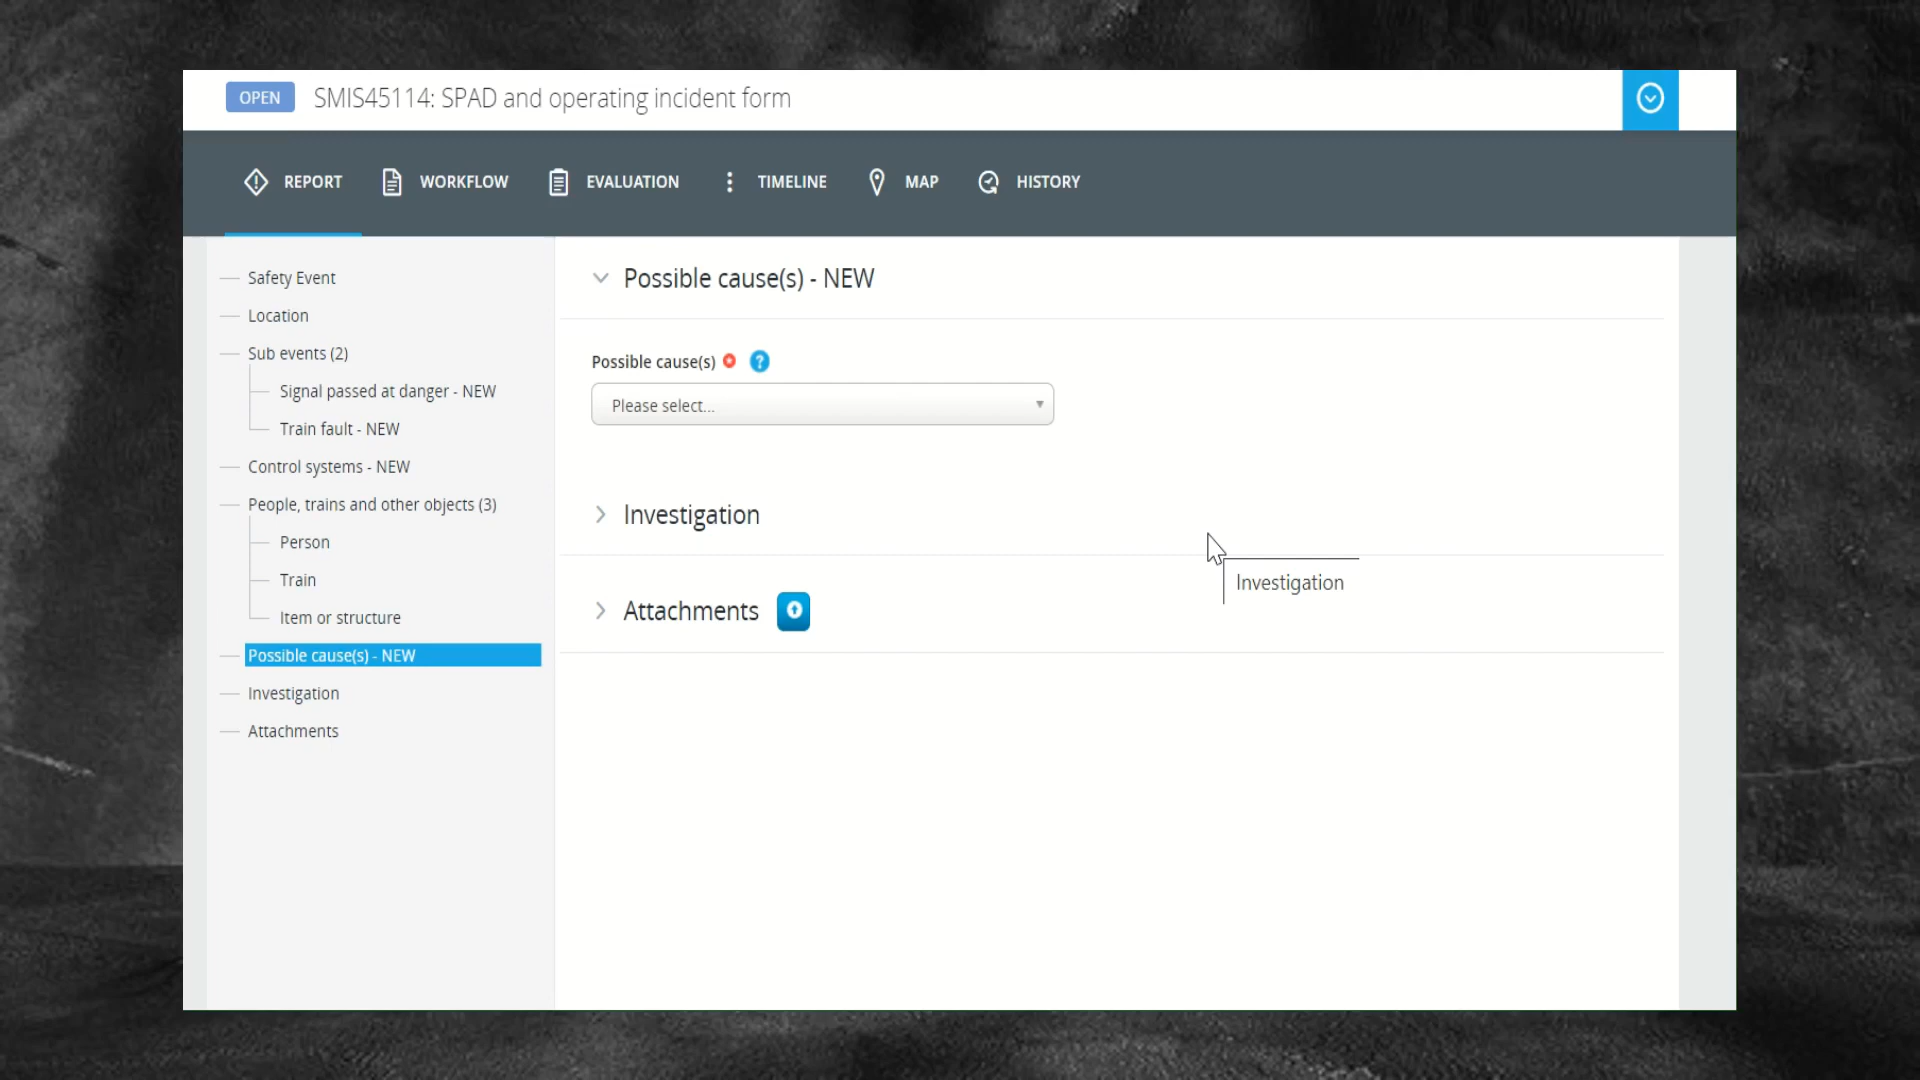 OPEN SMIS45114: SPAD and operating incident form
REPORT WORKFLOW EVALUATION TIMELINE MAP HISTORY
Safety Event
Location
Sub events (2)
Signal passed at danger - NEW
Train fault - NEW
Control systems - NEW
People, trains and other objects (3)
Person
Train
Item or structure
Possible cause(s) - NEW
Investigation
Attachments
Possible cause(s) - NEW
Possible cause(s) ?
Please select...
Investigation
Investigation
Attachments